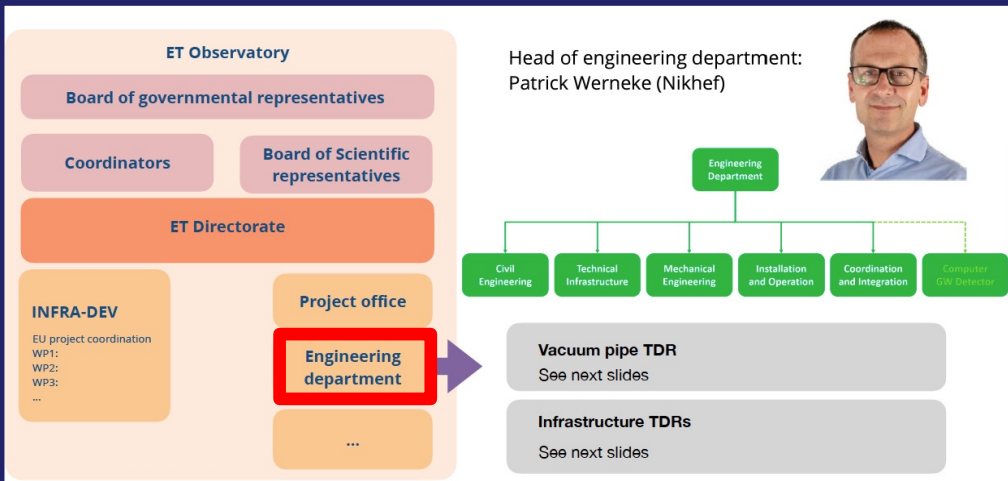 ET Observatory
Board of governmental representatives
Coordinators
Board of Scientific
representatives
ET Directorate
INFRA-DEV
EU project coordination
WP1:
WP2:
WP3:
...
Project office
Engineering
department
...
Head of engineering department:
Patrick Werneke (Nikhef)
Engineering
Department
Civil
Engineering
Technical
Infrastructure
Mechanical
Engineering
Installation
and Operation
Coordination
and Integration
Computer
GW Detector
Vacuum pipe TDR
See next slides
Infrastructure TDRs
See next slides